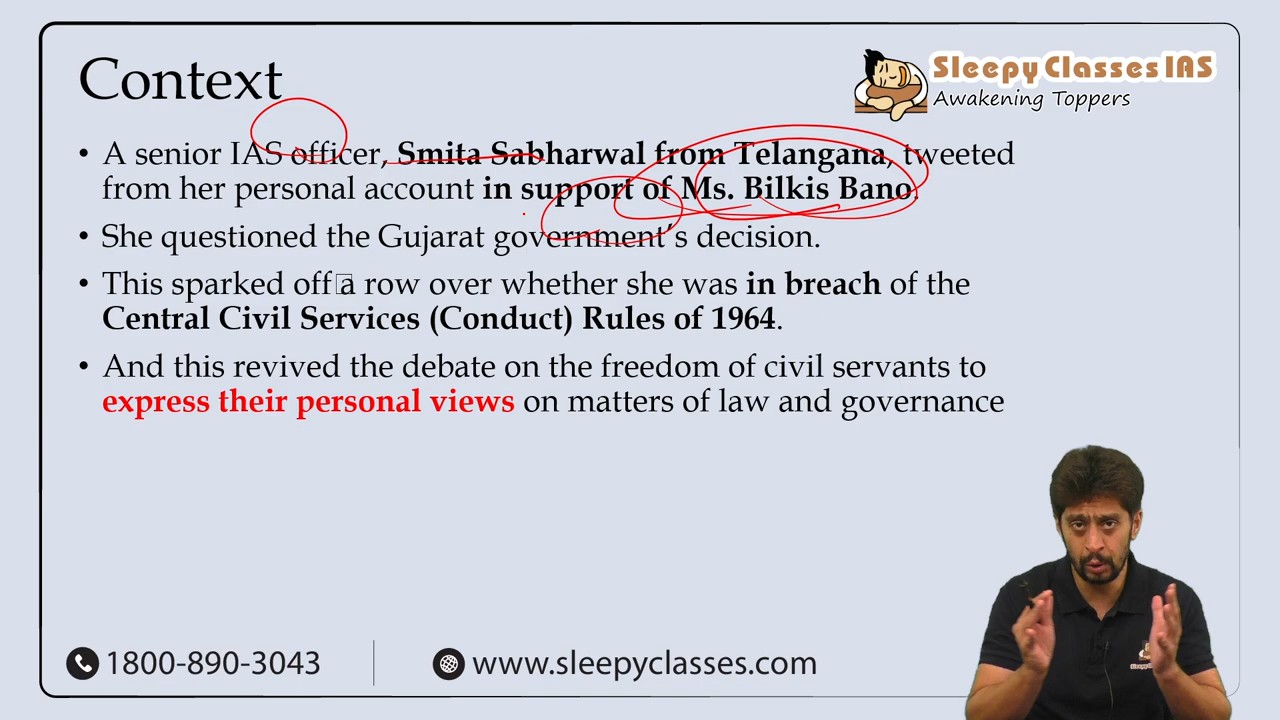 Context
Sleepy Classes IAS
Awakening Toppers
• A senior IAS officer, Smita Sabharwal from Telangana, tweeted
from her personal account in support of Ms. Bilkis Bano.
• She questioned the Gujarat government's decision.
• This sparked off a row over whether she was in breach of the
Central Civil Services (Conduct) Rules of 1964.
• And this revived the debate on the freedom of civil servants to
express their personal views on matters of law and governance
1800-890-3043
www.sleepyclasses.com